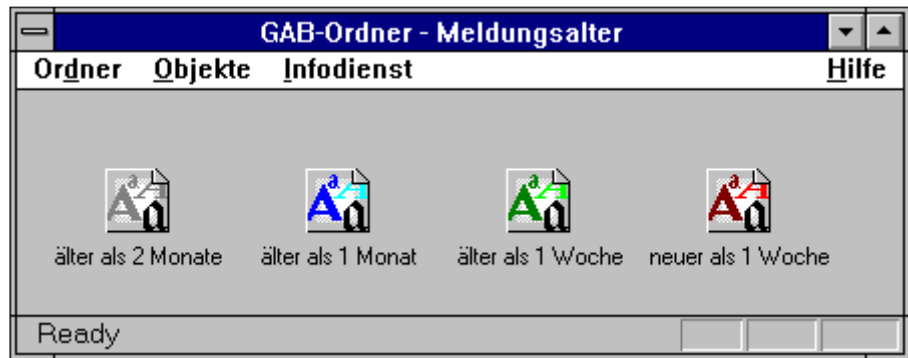 GAB-Ordner - Meldungsalter
Ordner Objekte Infodienst Hilfe
älter als 2 Monate älter als 1 Monat älter als 1 Woche neuer als 1 Woche
Ready